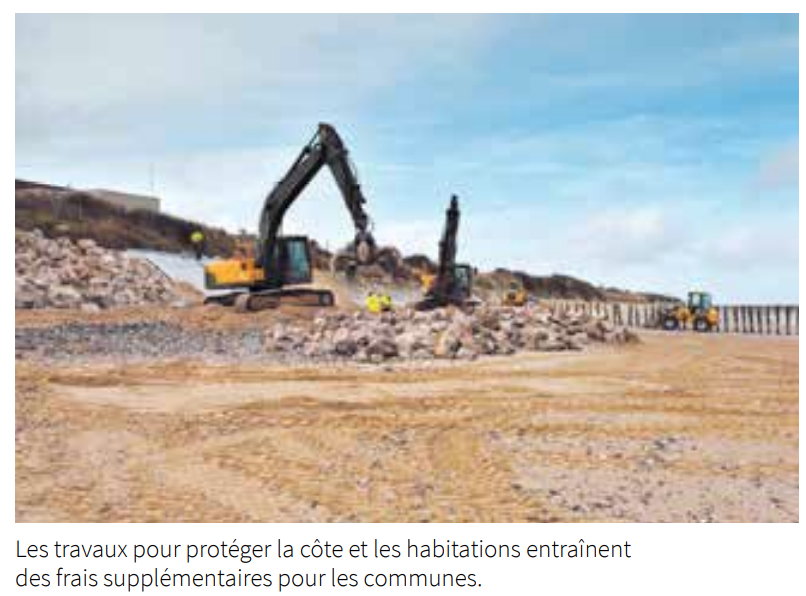 Les travaux pour protéger la côte et les habitations entraînent
des frais supplémentaires pour les communes.